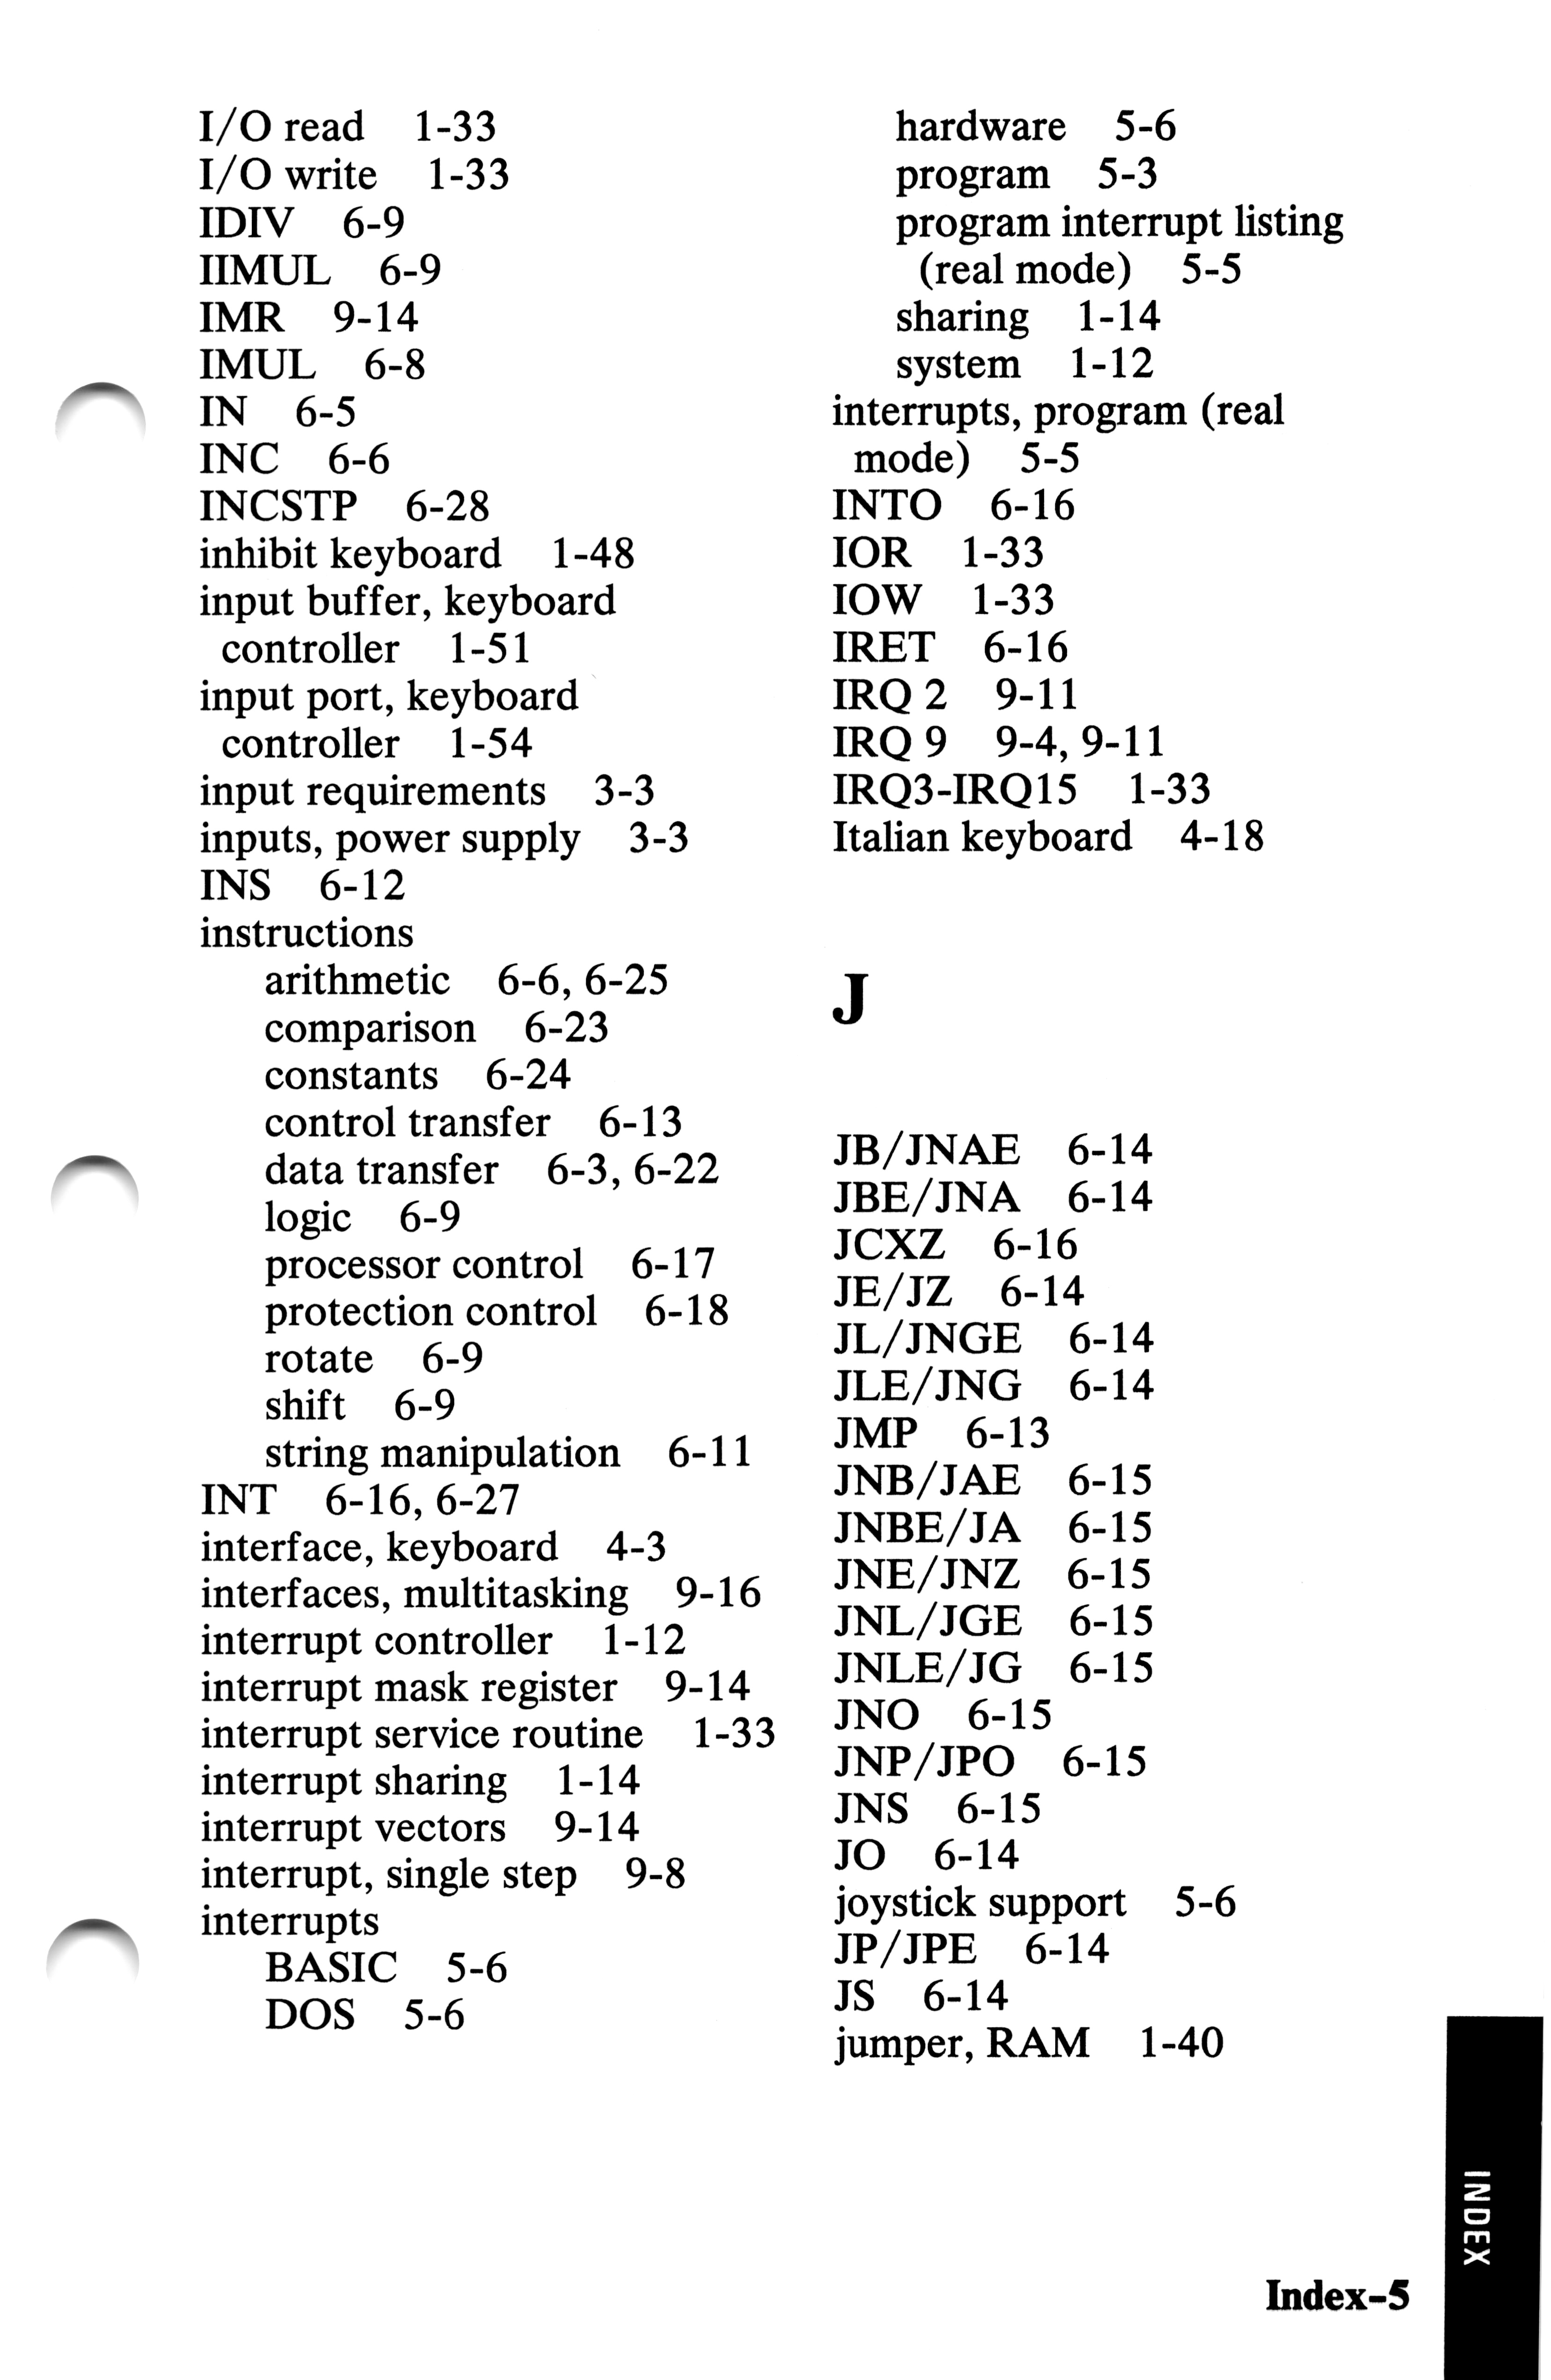 I/O read 1-33
I/O write 1-33
IDIV 6-9
IIMUL 6-9
IMR 9-14
IMUL 6-8
IN 6-5
INC 6-6
INCSTP 6-28
inhibit keyboard 1-48
input buffer, keyboard
controller 1-51
input port, keyboard
controller 1-54
input requirements 3-3
inputs, power supply 3-3
INS 6-12
instructions
arithmetic 6-6, 6-25
comparison 6-23
constants 6-24
control transfer 6-13
data transfer 6-3, 6-22
logic 6-9
processor control 6-17
protection control 6-18
rotate 6-9
shift 6-9
string manipulation 6-11
INT 6-16, 6-27
interface, keyboard 4-3
interfaces, multitasking 9-16
interrupt controller 1-12
interrupt mask register 9-14
interrupt service routine 1-33
interrupt sharing 1-14
interrupt vectors 9-14
interrupt, single step 9-8
interrupts
BASIC 5-6
DOS 5-6
hardware 5-6
program 5-3
program interrupt listing
(real mode) 5-5
sharing 1-14
system 1-12
interrupts, program (real
mode) 5-5
INTO 6-16
IOR 1-33
IOW 1-33
IRET 6-16
IRQ 2 9-11
IRQ 9 9-4, 9-11
IRQ3-IRQ15 1-33
Italian keyboard 4-18
J
JB/JNAE 6-14
JBE/JNA 6-14
JCXZ 6-16
JE/JZ 6-14
JL/JNGE 6-14
JLE/JNG 6-14
JMP 6-13
JNB/JAE 6-15
JNBE/JA 6-15
JNE/JNZ 6-15
JNL/JGE 6-15
JNLE/JG 6-15
JNO 6-15
JNP/JPO 6-15
JNS 6-15
JO 6-14
joystick support 5-6
JP/JPE 6-14
JS 6-14
jumper, RAM 1-40
INDEX
Index-5